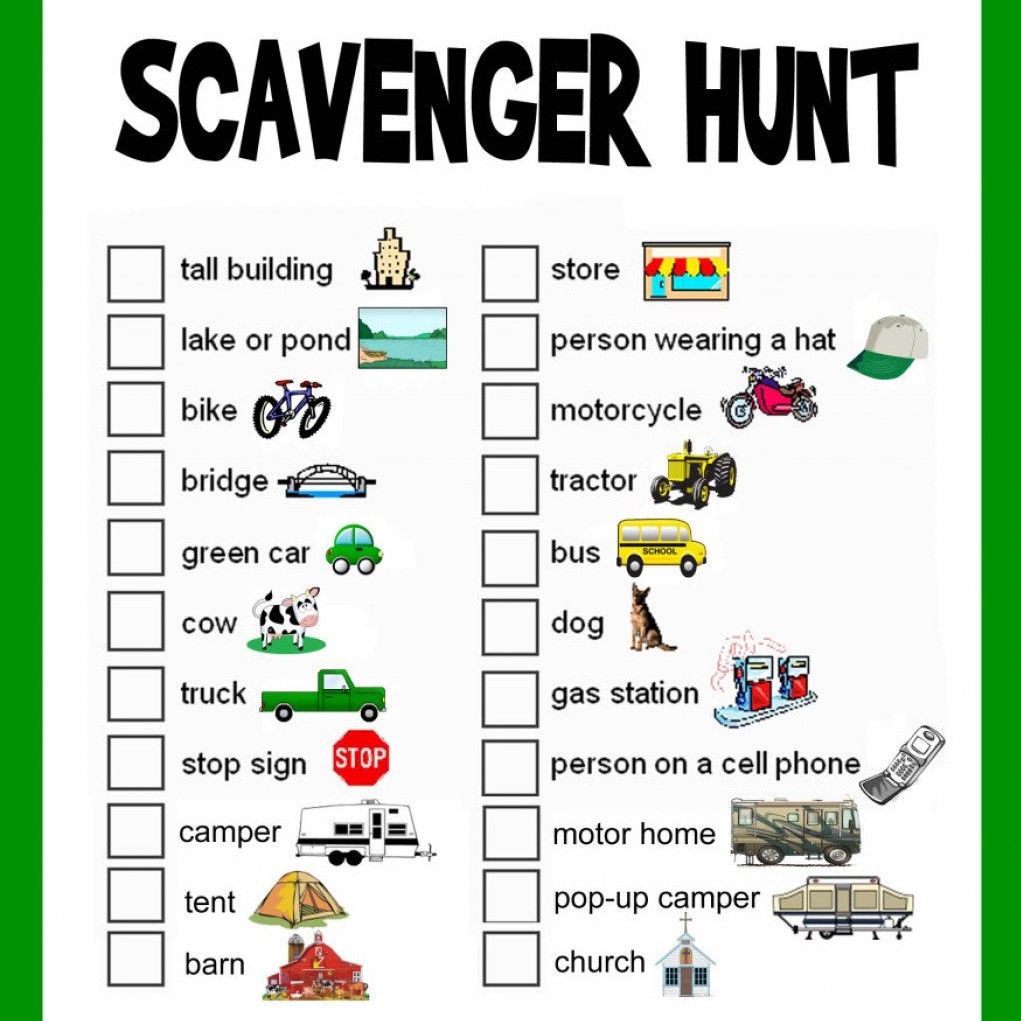 SCAVENGER HUNT
tall building
lake or pond
bike
bridge
green car
cow
truck
stop sign
STOP
camper
tent
barn
store
person wearing a hat
motorcycle
tractor
bus
SCHOOL
dog
gas station
person on a cell phone
motor home
pop-up camper
church